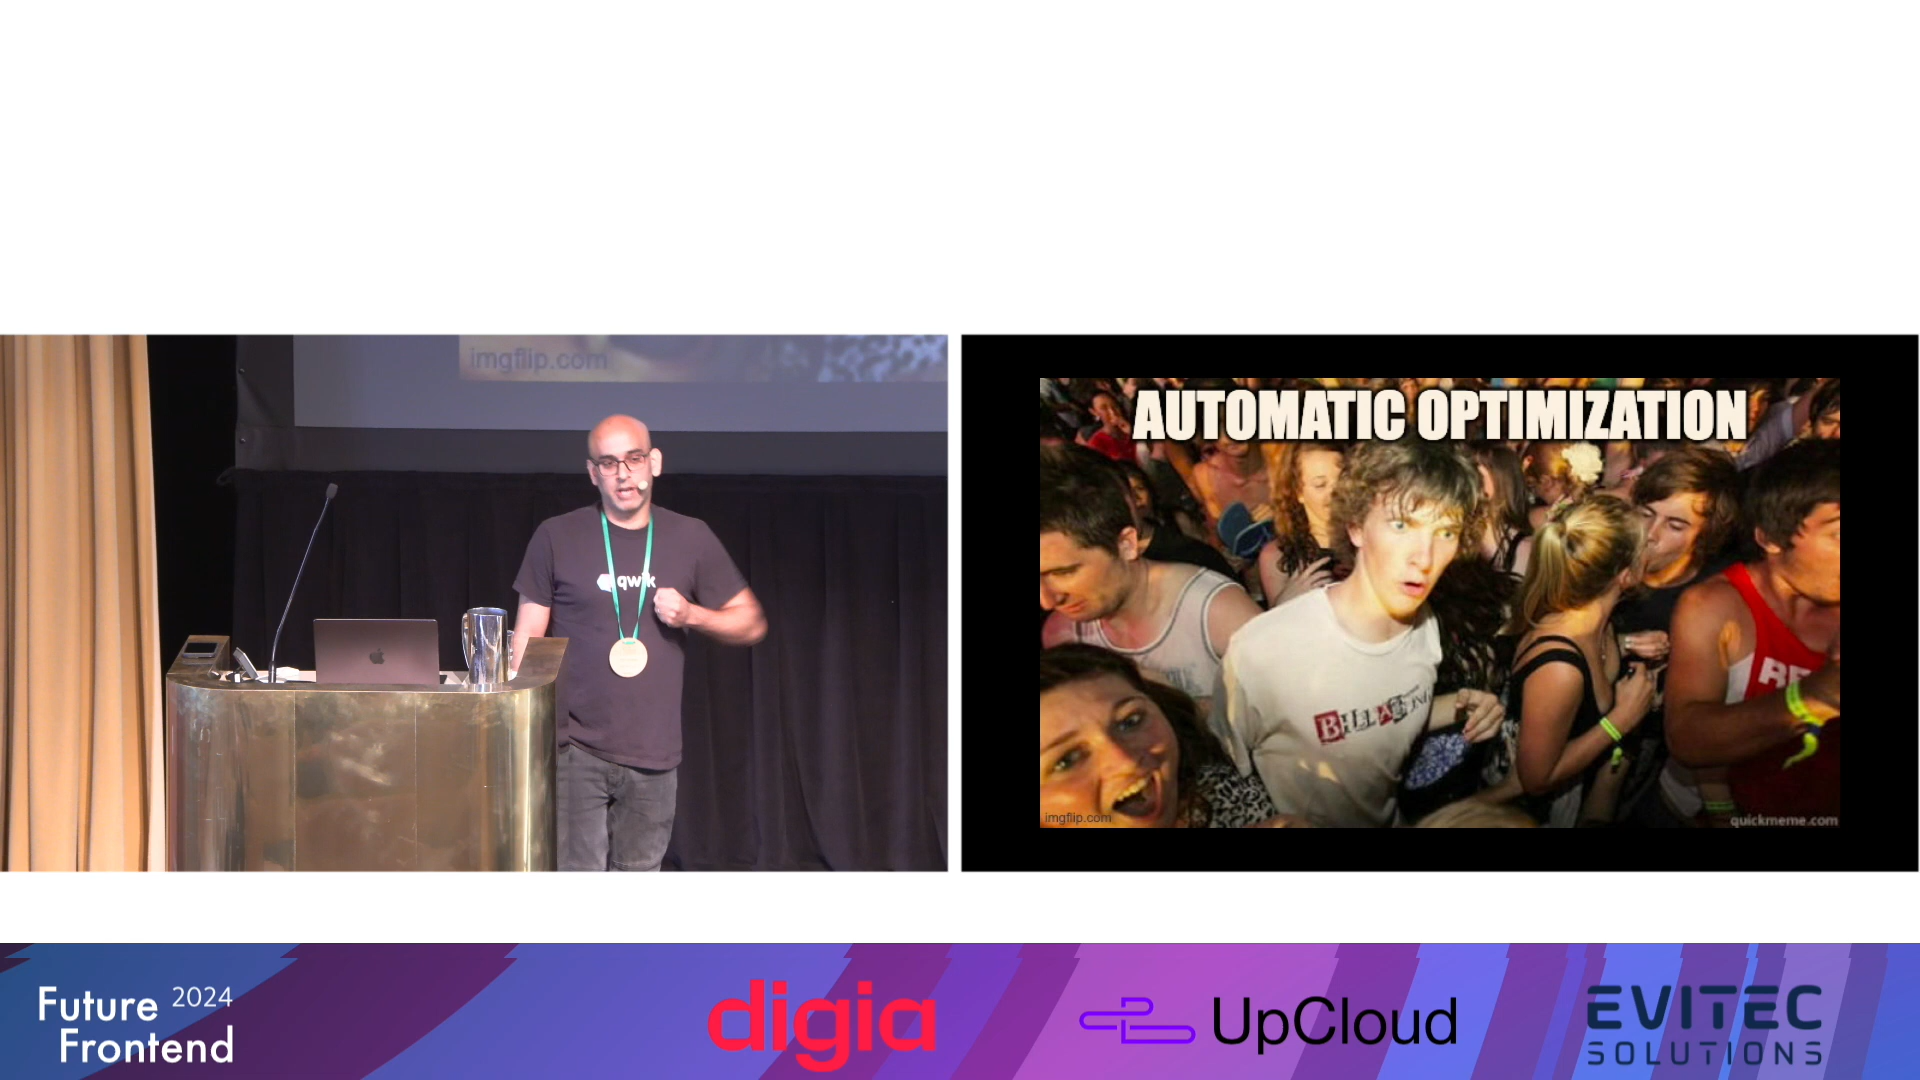 imgflip.com
qwik
AUTOMATIC OPTIMIZATION
imgflip.com
quickmeme.com
Future 2024
Frontend
digia
UpCloud
EVITEC
SOLUTIONS